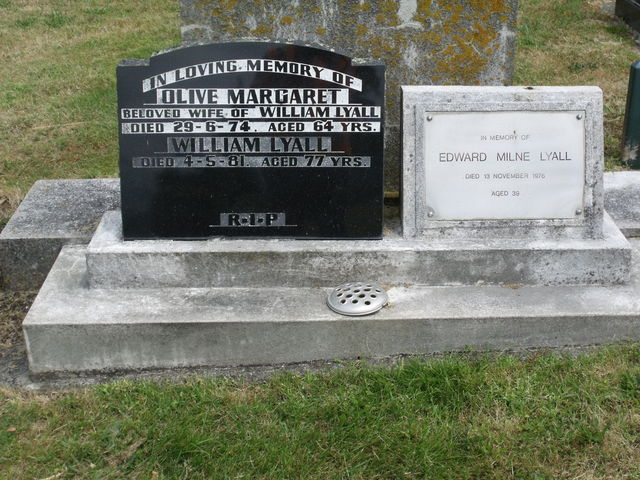 IN LOVING MEMORY OF
OLIVE MARGARET
BELOVED WIFE OF WILLIAM LYALL
DIED 29-6-74. AGED 64 YRS.
WILLIAM LYALL
DIED 4-5-81. AGED 77 YRS.
R·I·P
IN MEMORY OF
EDWARD MILNE LYALL
DIED 13 NOVEMBER 1976
AGED 39